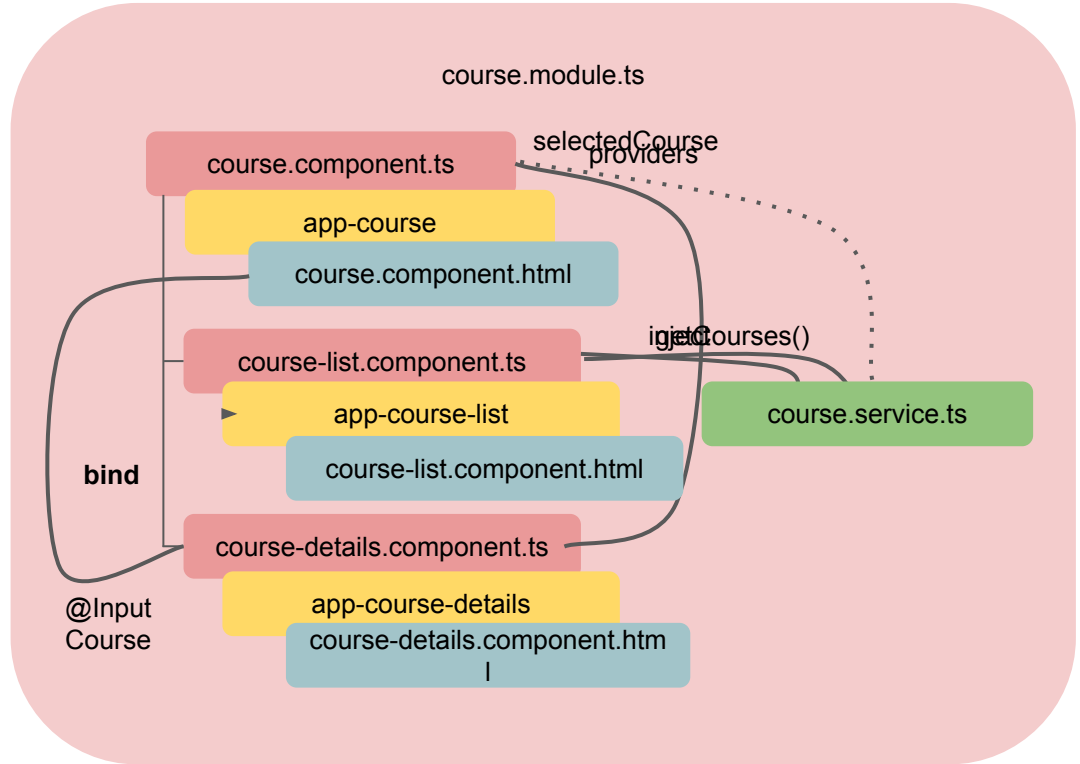 course.module.ts
selectedCourse
providers
course.component.ts
app-course
course.component.html
inject
getCourses()
course-list.component.ts
app-course-list
course.service.ts
course-list.component.html
bind
course-details.component.ts
@Input
Course
app-course-details
course-details.component.htm
l